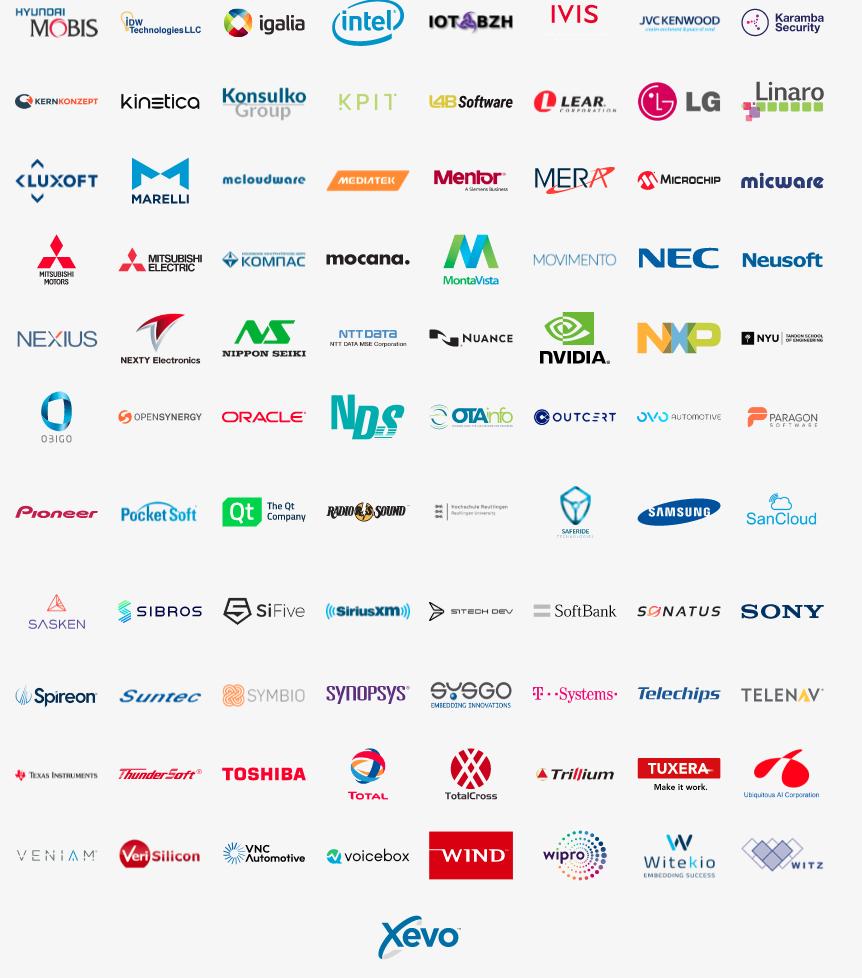 HYUNDAI
MOBIS
IDW
Technologies LLC
igalia
intel
IOT BZH
IVIS
JVCKENWOOD
Karamba
Security
KERNKONZEPT
kinetica
Konsulko
Group
KPIT
L4B Software
LEAR
CORPORATION
LG
Linaro
LUXOFT
MARELLI
mcloudware
MEDIATEK
Mentor
A Siemens Business
MERA
MICROCHIP
micware
MITSUBISHI
MOTORS
MITSUBISHI
ELECTRIC
КОМПАС
mocana.
MontaVista
MOVIMENTO
NEC
Neusoft
NEXIUS
NEXTY Electronics
NS
NIPPON SEIKI
NTT DATA
NTT DATA MSE Corporation
NUANCE
NVIDIA
NXP
NYU
TANDON SCHOOL
OF ENGINEERING
OBIGO
OPENSYNERGY
ORACLE
NDS
OTAinfo
OUTCERT
OVO AUTOMOTIVE
PARAGON
SOFTWARE
Pioneer
PocketSoft
Qt
The Qt
Company
RADIO SOUND
Hochschule Reutlingen
Reutlingen University
SAFERIDE
TECHNOLOGIES
SAMSUNG
SanCloud
SASKEN
SIBROS
SiFive
SiriusXM
SITECH DEV
SoftBank
SONATUS
SONY
Spireon
Suntec
SYMBIO
SYNOPSYS
SYSGO
EMBEDDING INNOVATIONS
T··Systems·
Telechips
TELENAV
TEXAS INSTRUMENTS
ThunderSoft
TOSHIBA
TOTAL
TotalCross
Trillium
TUXERA
Make it work.
Ubiquitous AI Corporation
VENIAM
VeriSilicon
VNC
Automotive
voicebox
WIND
wipro
Witekio
EMBEDDING SUCCESS
WITZ
Xevo